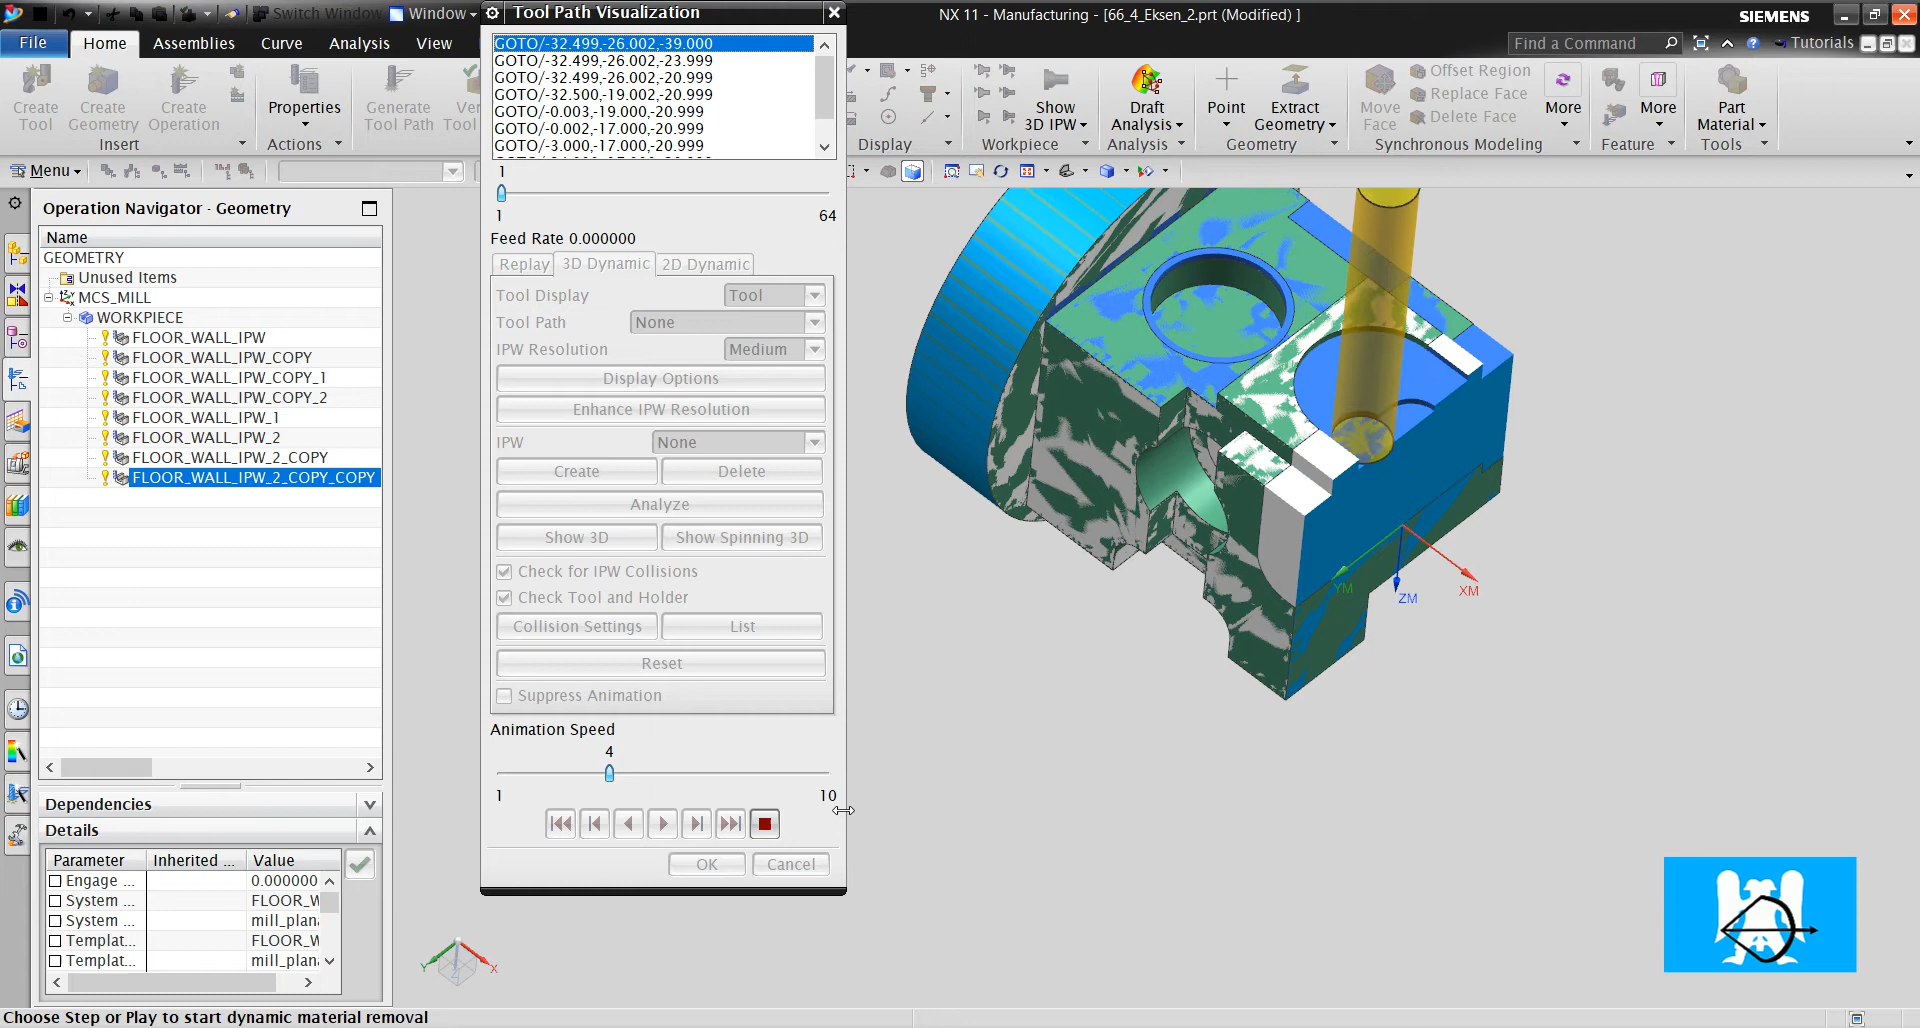 Switch Window
Window
Tool Path Visualization
NX 11 - Manufacturing - [66_4_Eksen_2.prt (Modified) ]
SIEMENS
File
Home
Assemblies
Curve
Analysis
View
Find a Command
Tutorials
Create Tool
Create Geometry
Create Operation
Insert
Properties
Actions
Generate Tool Path
Display
Show 3D IPW
Workpiece
Draft Analysis
Analysis
Point
Extract Geometry
Geometry
Move Face
Offset Region
Replace Face
Delete Face
More
Synchronous Modeling
More
Feature
Part Material
Tools
Menu
Operation Navigator - Geometry
Name
GEOMETRY
Unused Items
MCS_MILL
WORKPIECE
FLOOR_WALL_IPW
FLOOR_WALL_IPW_COPY
FLOOR_WALL_IPW_COPY_1
FLOOR_WALL_IPW_COPY_2
FLOOR_WALL_IPW_1
FLOOR_WALL_IPW_2
FLOOR_WALL_IPW_2_COPY
FLOOR_WALL_IPW_2_COPY_COPY
Dependencies
Details
Parameter Inherited ... Value
Engage ... 0.000000
System ... FLOOR_W
System ... mill_plan
Templat... FLOOR_W
Templat... mill_plan
GOTO/-32.499,-26.002,-39.000
GOTO/-32.499,-26.002,-23.999
GOTO/-32.499,-26.002,-20.999
GOTO/-32.500,-19.002,-20.999
GOTO/-0.003,-19.000,-20.999
GOTO/-0.002,-17.000,-20.999
GOTO/-3.000,-17.000,-20.999
1
1 64
Feed Rate 0.000000
Replay 3D Dynamic 2D Dynamic
Tool Display Tool
Tool Path None
IPW Resolution Medium
Display Options
Enhance IPW Resolution
IPW None
Create Delete
Analyze
Show 3D Show Spinning 3D
Check for IPW Collisions
Check Tool and Holder
Collision Settings List
Reset
Suppress Animation
Animation Speed
4
1 10
OK Cancel
YM
ZM
XM
Y
Z
X
Choose Step or Play to start dynamic material removal